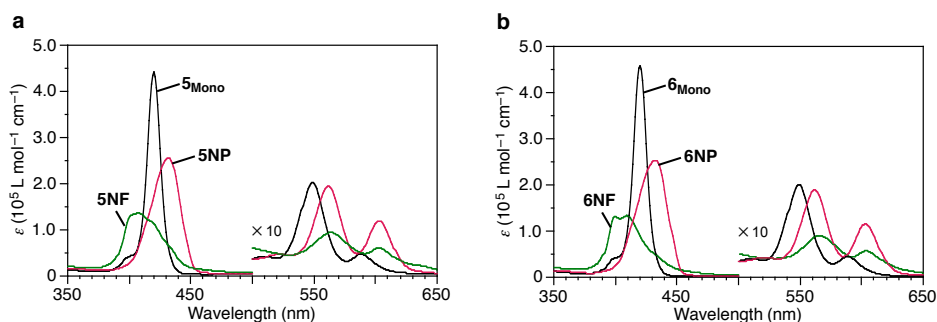 a
5.0
4.0
3.0
2.0
1.0
0
ε (10⁵ L mol⁻¹ cm⁻¹)
5Mono
5NP
5NF
× 10
350 450 550 650
Wavelength (nm)
b
5.0
4.0
3.0
2.0
1.0
0
ε (10⁵ L mol⁻¹ cm⁻¹)
6Mono
6NP
6NF
× 10
350 450 550 650
Wavelength (nm)